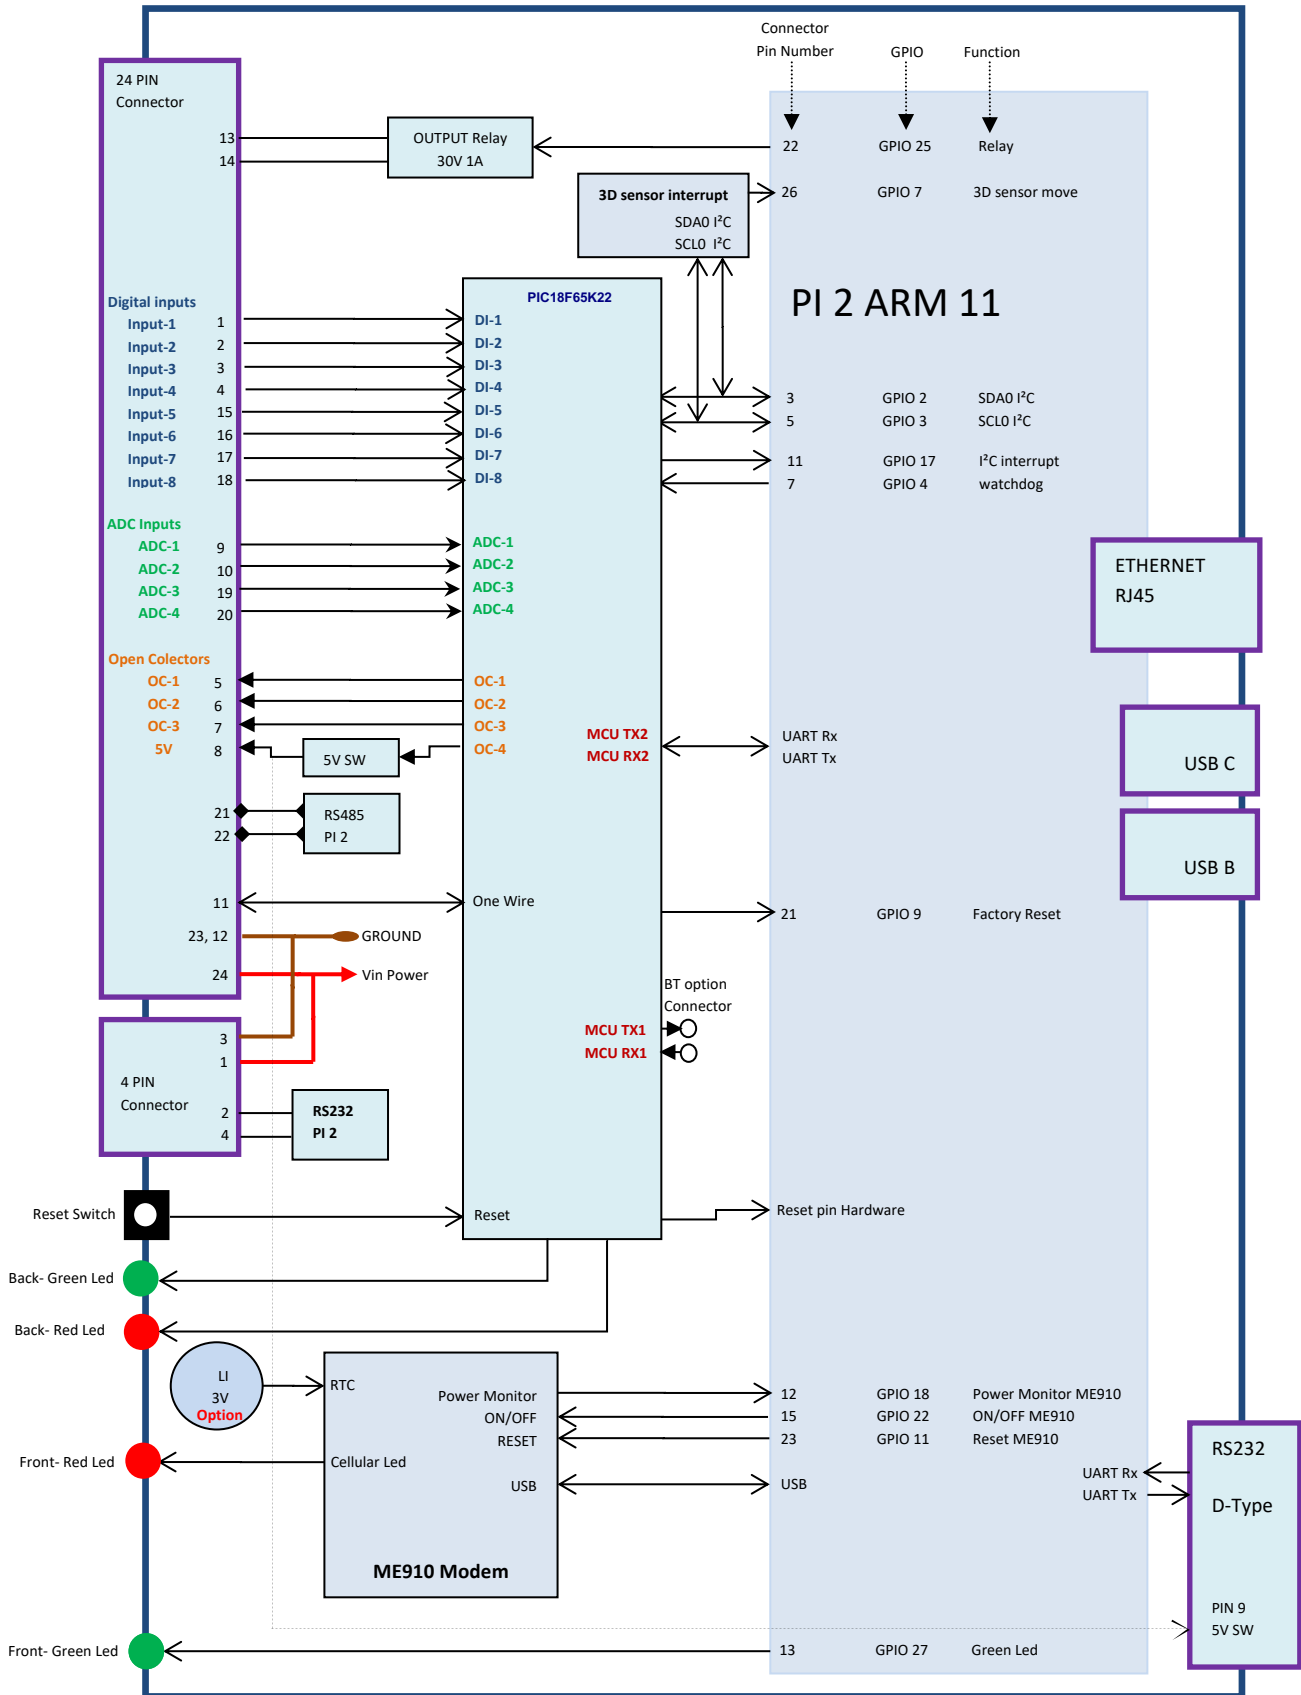 Connector
Pin Number GPIO Function
24 PIN
Connector
13
14
OUTPUT Relay
30V 1A
22 GPIO 25 Relay
3D sensor interrupt
SDA0 I²C
SCL0 I²C
26 GPIO 7 3D sensor move
PIC18F65K22
PI 2 ARM 11
Digital inputs
Input-1 1 DI-1
Input-2 2 DI-2
Input-3 3 DI-3
Input-4 4 DI-4
Input-5 15 DI-5
Input-6 16 DI-6
Input-7 17 DI-7
Input-8 18 DI-8
3 GPIO 2 SDA0 I²C
5 GPIO 3 SCL0 I²C
11 GPIO 17 I²C interrupt
7 GPIO 4 watchdog
ADC Inputs
ADC-1 9 ADC-1
ADC-2 10 ADC-2
ADC-3 19 ADC-3
ADC-4 20 ADC-4
ETHERNET
RJ45
Open Colectors
OC-1 5 OC-1
OC-2 6 OC-2
OC-3 7 OC-3
5V 8 5V SW OC-4
MCU TX2 UART Rx
MCU RX2 UART Tx
USB C
21
22
RS485
PI 2
USB B
11 One Wire
21 GPIO 9 Factory Reset
23, 12 GROUND
24 Vin Power
BT option
Connector
MCU TX1
MCU RX1
3
1
4 PIN
Connector
2
4
RS232
PI 2
Reset Switch Reset Reset pin Hardware
Back- Green Led
Back- Red Led
LI
3V
Option
RTC
Power Monitor 12 GPIO 18 Power Monitor ME910
ON/OFF 15 GPIO 22 ON/OFF ME910
RESET 23 GPIO 11 Reset ME910
Front- Red Led Cellular Led
USB USB
UART Rx
UART Tx
RS232
D-Type
ME910 Modem
PIN 9
5V SW
Front- Green Led 13 GPIO 27 Green Led